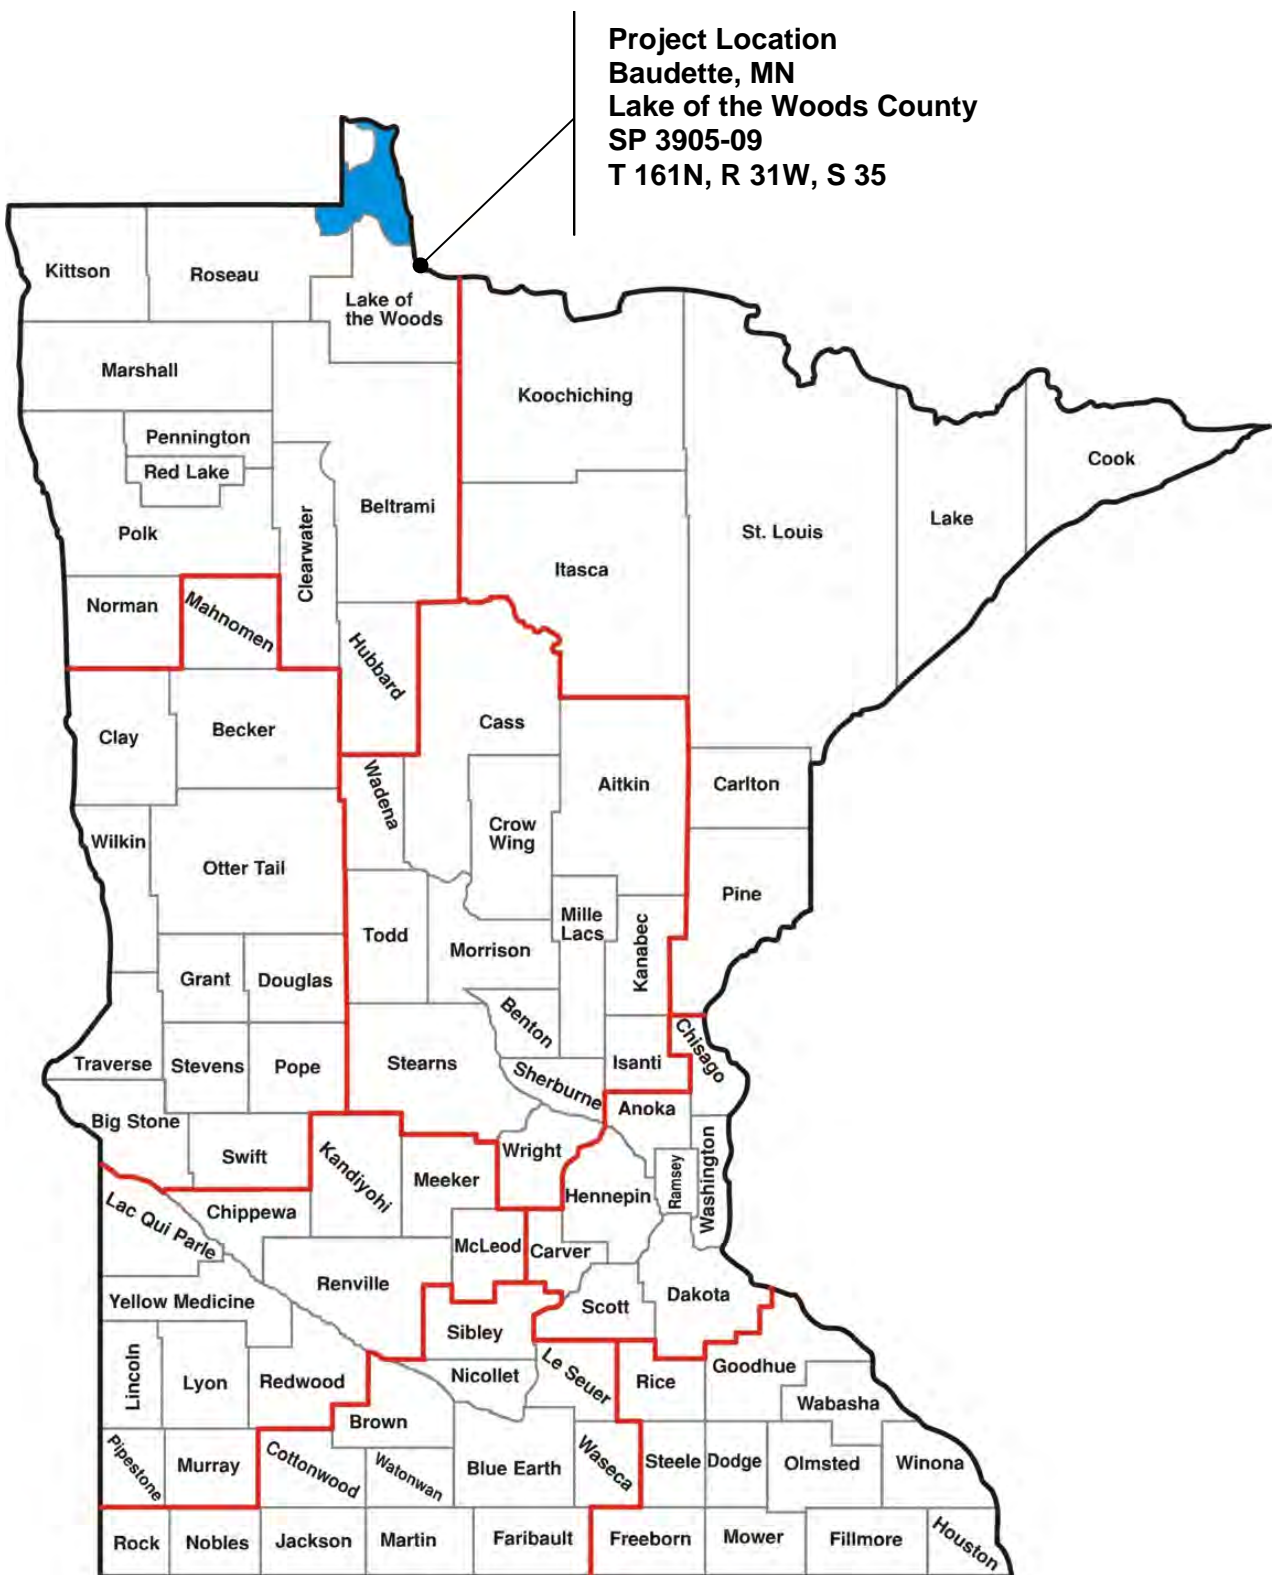 Project Location
Baudette, MN
Lake of the Woods County
SP 3905-09
T 161N, R 31W, S 35
Kittson
Roseau
Lake of
the Woods
Marshall
Koochiching
Pennington
Red Lake
Cook
Beltrami
Polk
Clearwater
St. Louis
Lake
Itasca
Norman
Mahnomen
Hubbard
Clay
Becker
Cass
Wadena
Aitkin
Carlton
Wilkin
Crow
Wing
Otter Tail
Pine
Todd
Morrison
Mille
Lacs
Kanabec
Grant
Douglas
Benton
Chisago
Traverse
Stevens
Pope
Stearns
Isanti
Sherburne
Anoka
Big Stone
Swift
Kandiyohi
Meeker
Wright
Hennepin
Ramsey
Washington
Lac Qui Parle
Chippewa
McLeod
Carver
Renville
Yellow Medicine
Scott
Dakota
Sibley
Lincoln
Lyon
Redwood
Nicollet
Le Seuer
Rice
Goodhue
Wabasha
Brown
Pipestone
Murray
Cottonwood
Watonwan
Blue Earth
Waseca
Steele
Dodge
Olmsted
Winona
Rock
Nobles
Jackson
Martin
Faribault
Freeborn
Mower
Fillmore
Houston